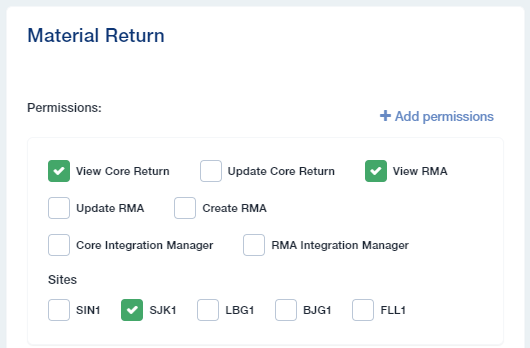 Material Return
Permissions:
+ Add permissions
View Core Return Update Core Return View RMA
Update RMA Create RMA
Core Integration Manager RMA Integration Manager
Sites
SIN1 SJK1 LBG1 BJG1 FLL1